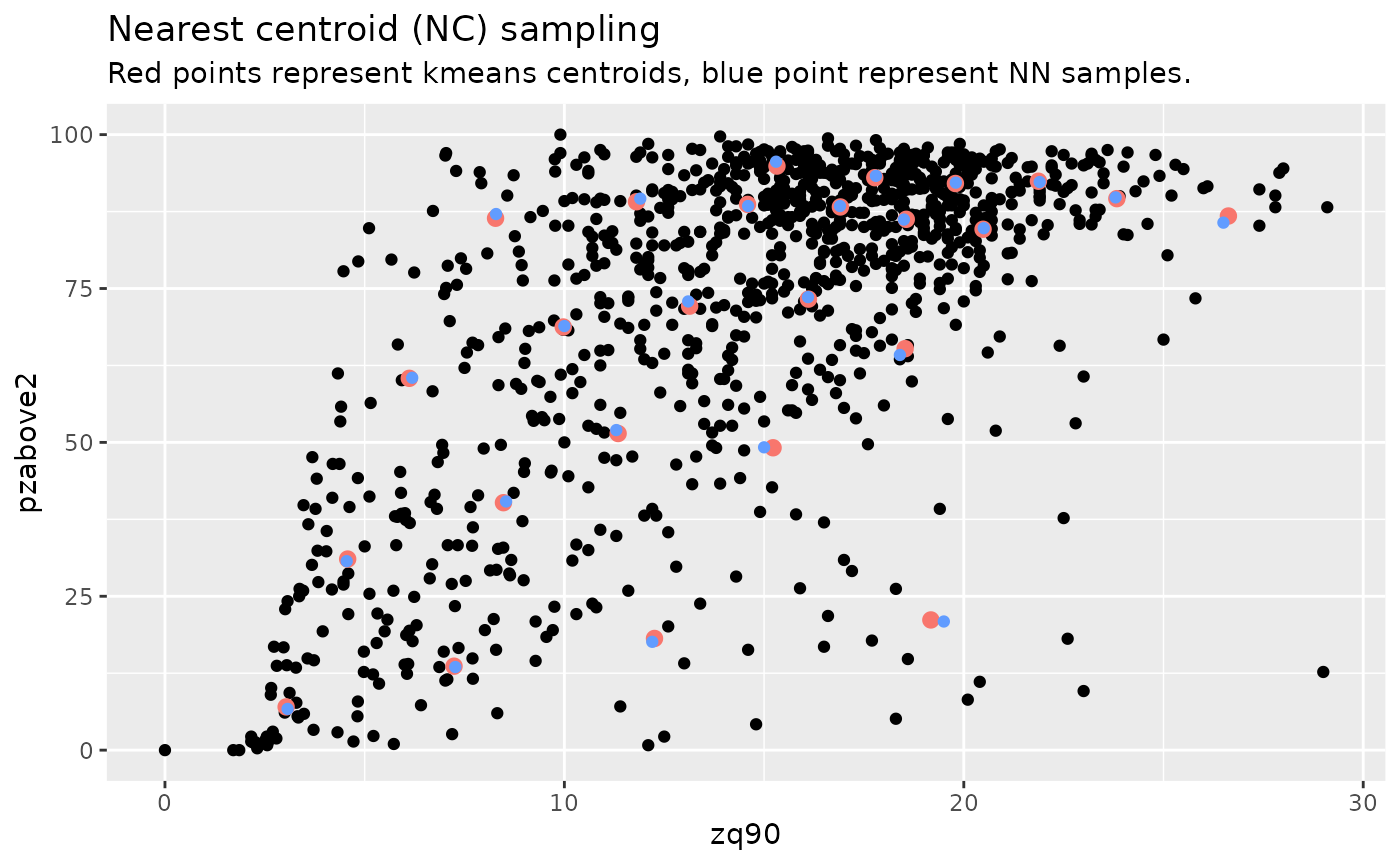 Nearest centroid (NC) sampling
Red points represent kmeans centroids, blue point represent NN samples.
100
75
50
25
0
pzabove2
0 10 20 30
zq90